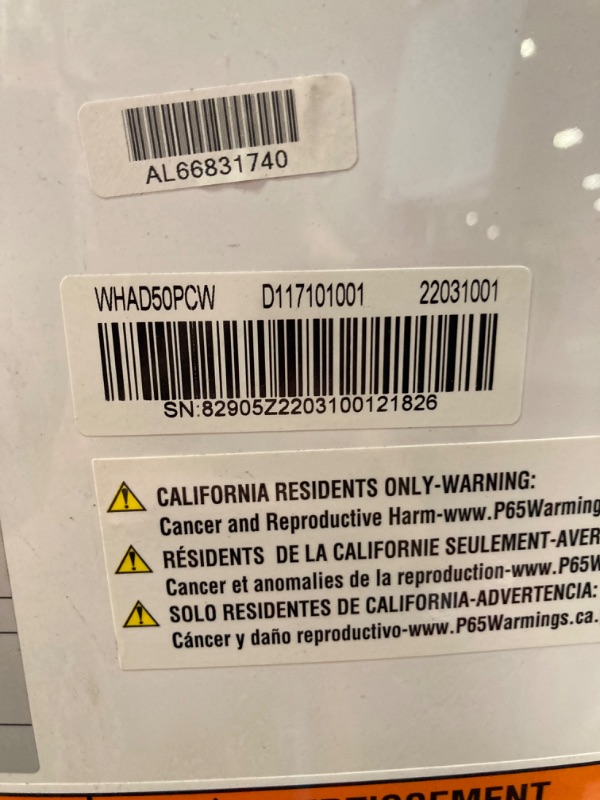 AL66831740
WHAD50PCW D117101001 22031001
SN:82905Z2203100121826
CALIFORNIA RESIDENTS ONLY-WARNING:
Cancer and Reproductive Harm-www.P65Warming
RÉSIDENTS DE LA CALIFORNIE SEULEMENT-AVER
Cancer et anomalies de la reproduction-www.P65W
SOLO RESIDENTES DE CALIFORNIA-ADVERTENCIA:
Cáncer y daño reproductivo-www.P65Warmings.ca.